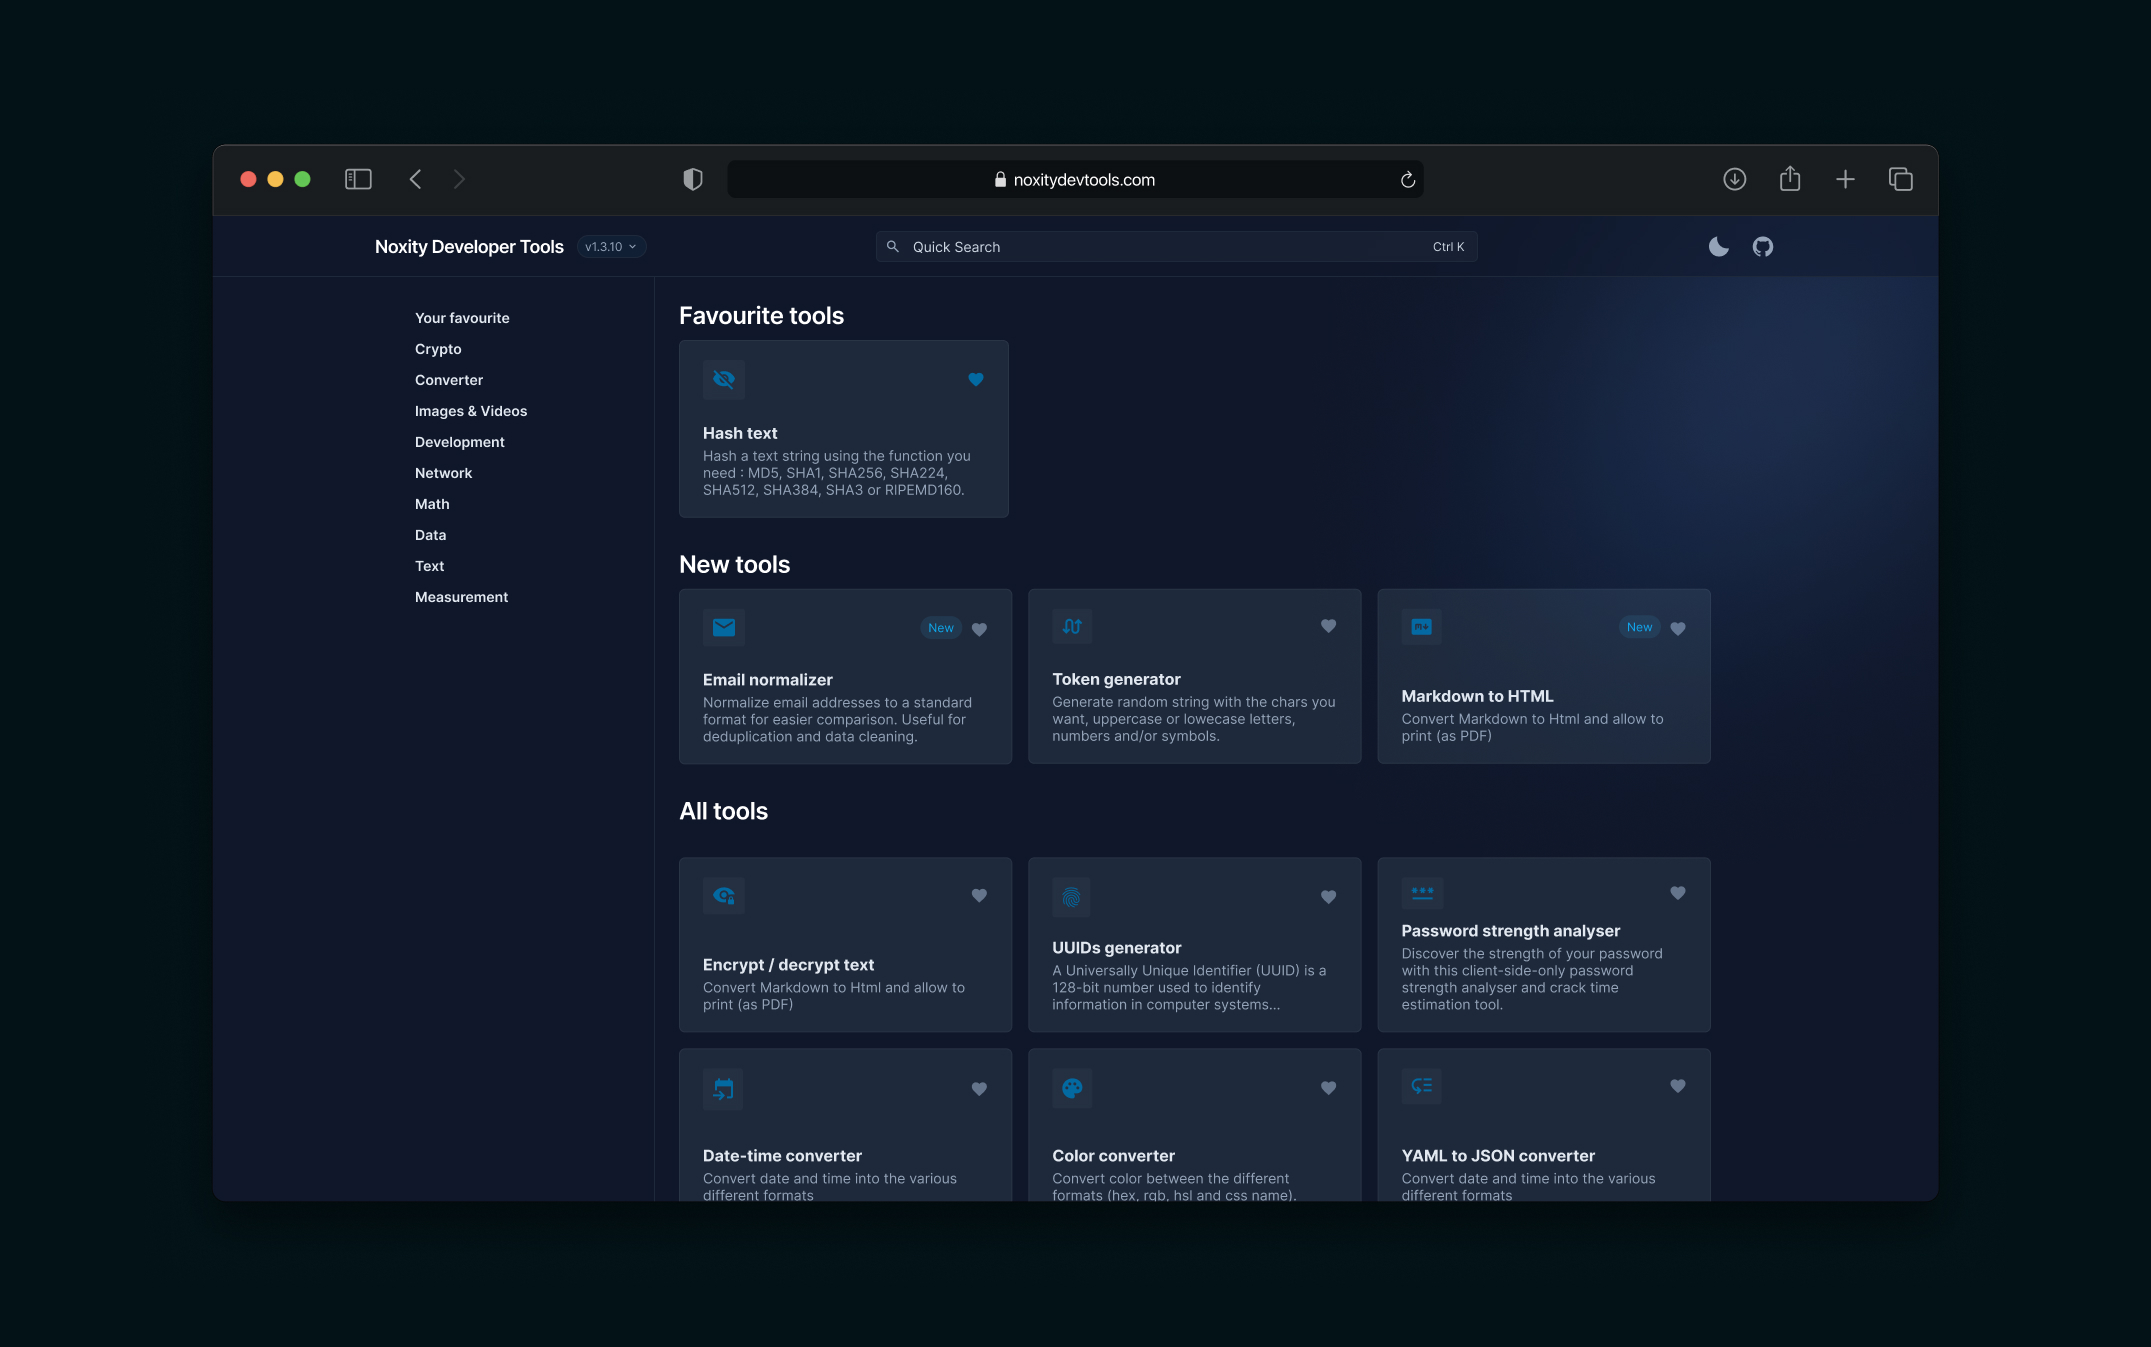 noxitydevtools.com
Noxity Developer Tools v1.3.10
Quick Search Ctrl K
Your favourite
Crypto
Converter
Images & Videos
Development
Network
Math
Data
Text
Measurement
Favourite tools
Hash text
Hash a text string using the function you
need : MD5, SHA1, SHA256, SHA224,
SHA512, SHA384, SHA3 or RIPEMD160.
New tools
New
Email normalizer
Normalize email addresses to a standard
format for easier comparison. Useful for
deduplication and data cleaning.
Token generator
Generate random string with the chars you
want, uppercase or lowecase letters,
numbers and/or symbols.
New
Markdown to HTML
Convert Markdown to Html and allow to
print (as PDF)
All tools
Encrypt / decrypt text
Convert Markdown to Html and allow to
print (as PDF)
UUIDs generator
A Universally Unique Identifier (UUID) is a
128-bit number used to identify
information in computer systems...
Password strength analyser
Discover the strength of your password
with this client-side-only password
strength analyser and crack time
estimation tool.
Date-time converter
Convert date and time into the various
different formats
Color converter
Convert color between the different
formats (hex, rgb, hsl and css name).
YAML to JSON converter
Convert date and time into the various
different formats